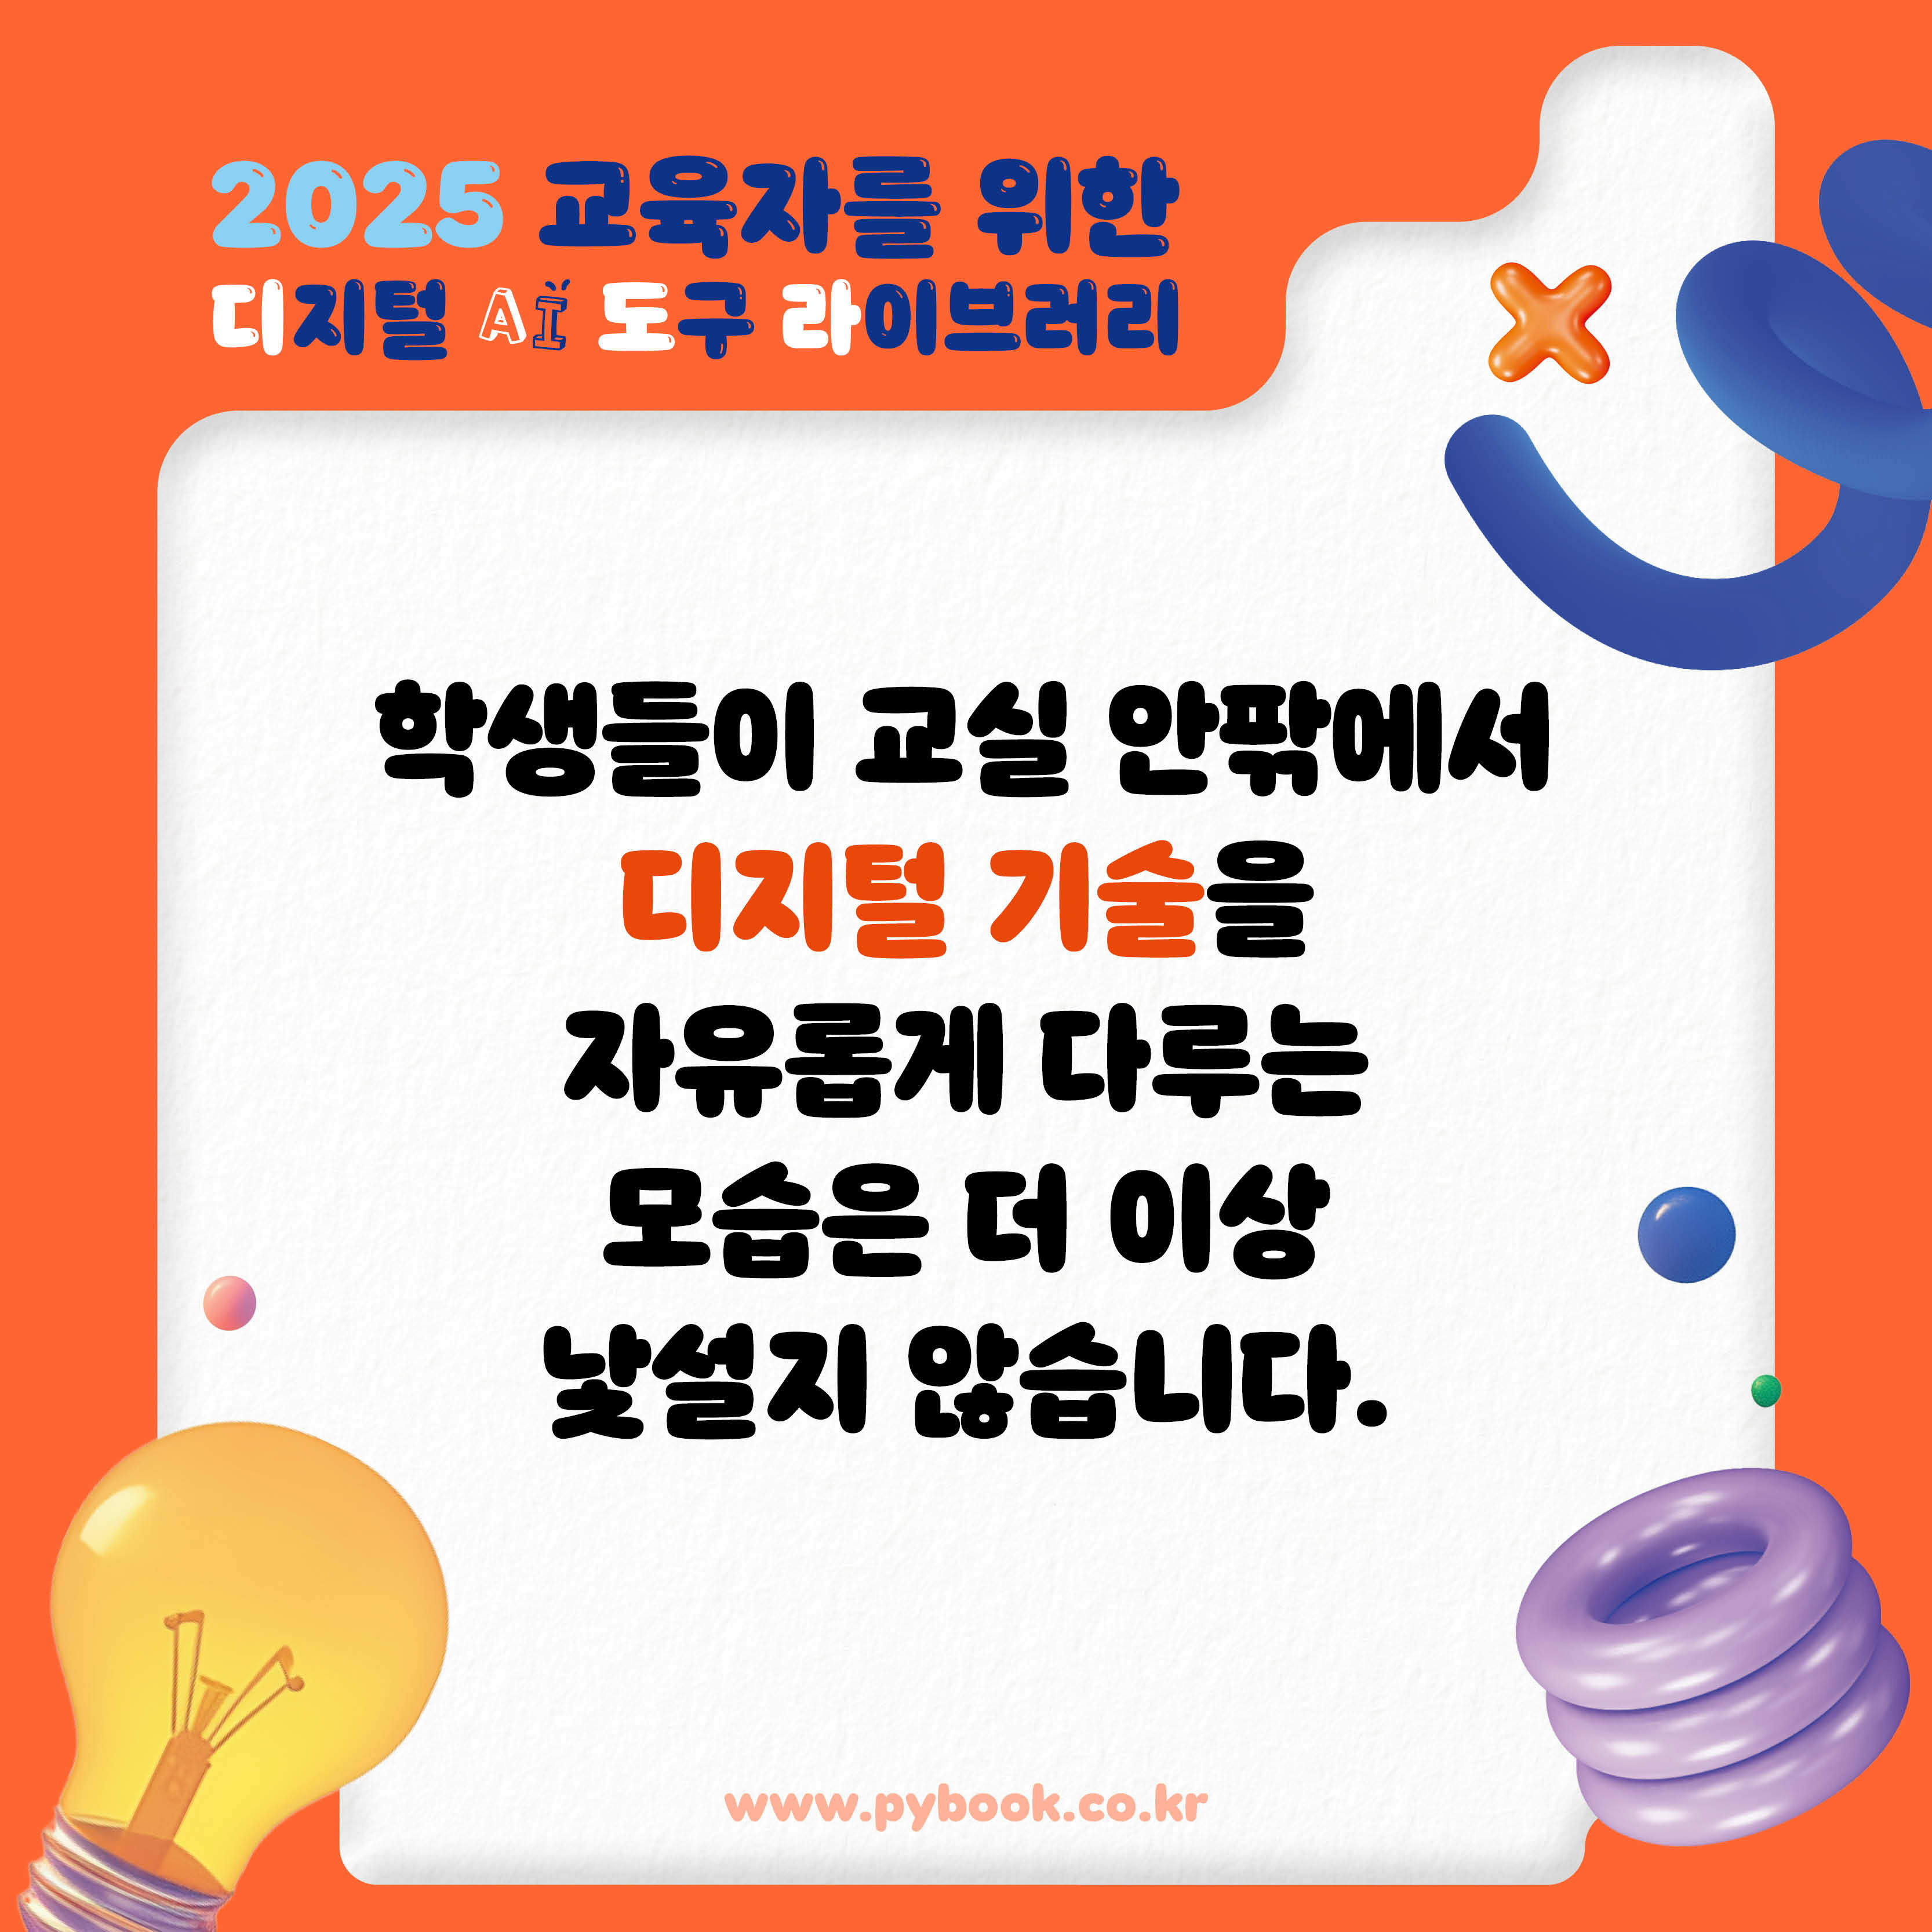 2025 교육자를 위한
디지털 AI 도구 라이브러리
학생들이 교실 안팎에서
디지털 기술을
자유롭게 다루는
모습은 더 이상
낯설지 않습니다.
www.pybook.co.kr